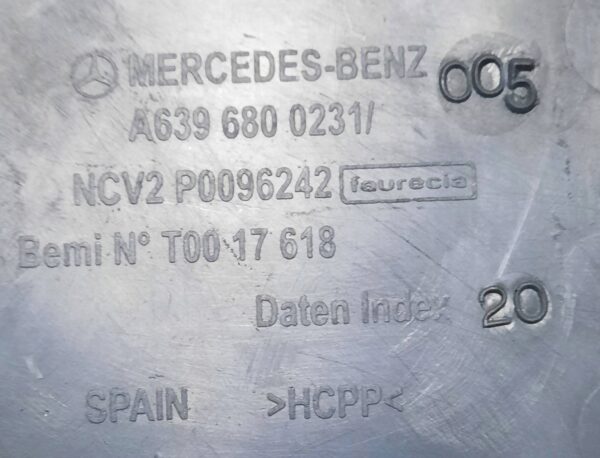 MERCEDES-BENZ 005
A639 680 0231/
NCV2 P0096242 faurecia
Bemi N° T00 17 618
Daten Index 20
SPAIN >HCPP<